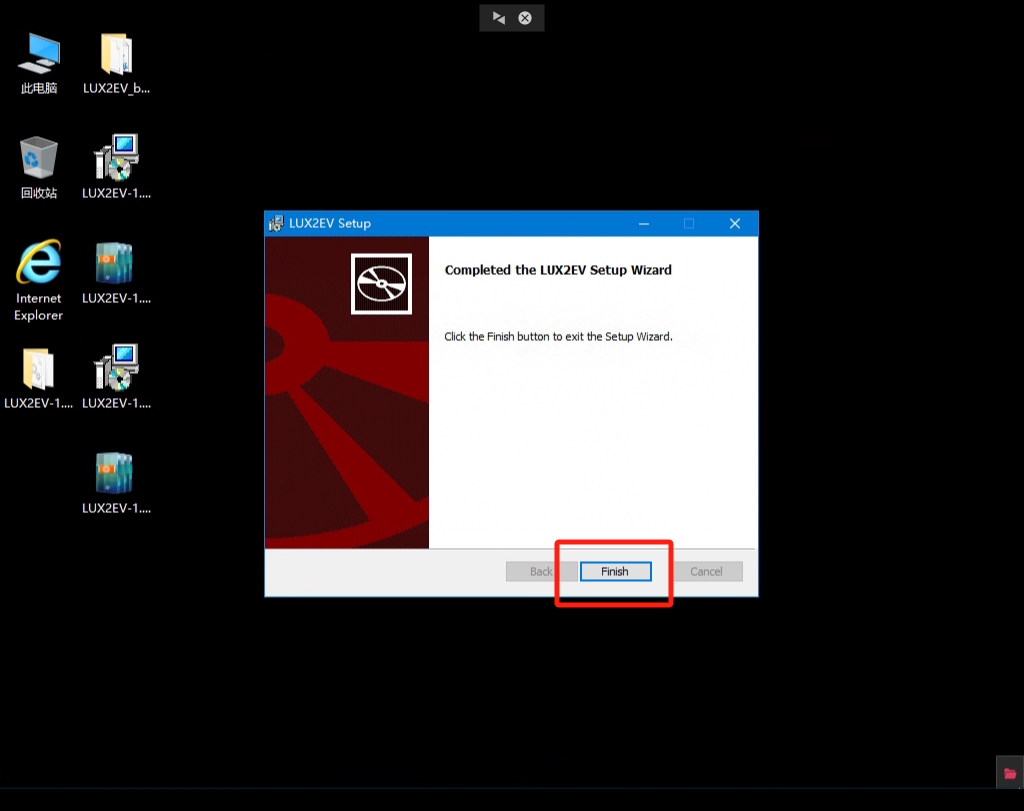 此电脑
LUX2EV_b...
回收站
LUX2EV-1....
Internet
Explorer
LUX2EV-1....
LUX2EV-1....
LUX2EV-1....
LUX2EV-1....
LUX2EV Setup
Completed the LUX2EV Setup Wizard
Click the Finish button to exit the Setup Wizard.
Back
Finish
Cancel